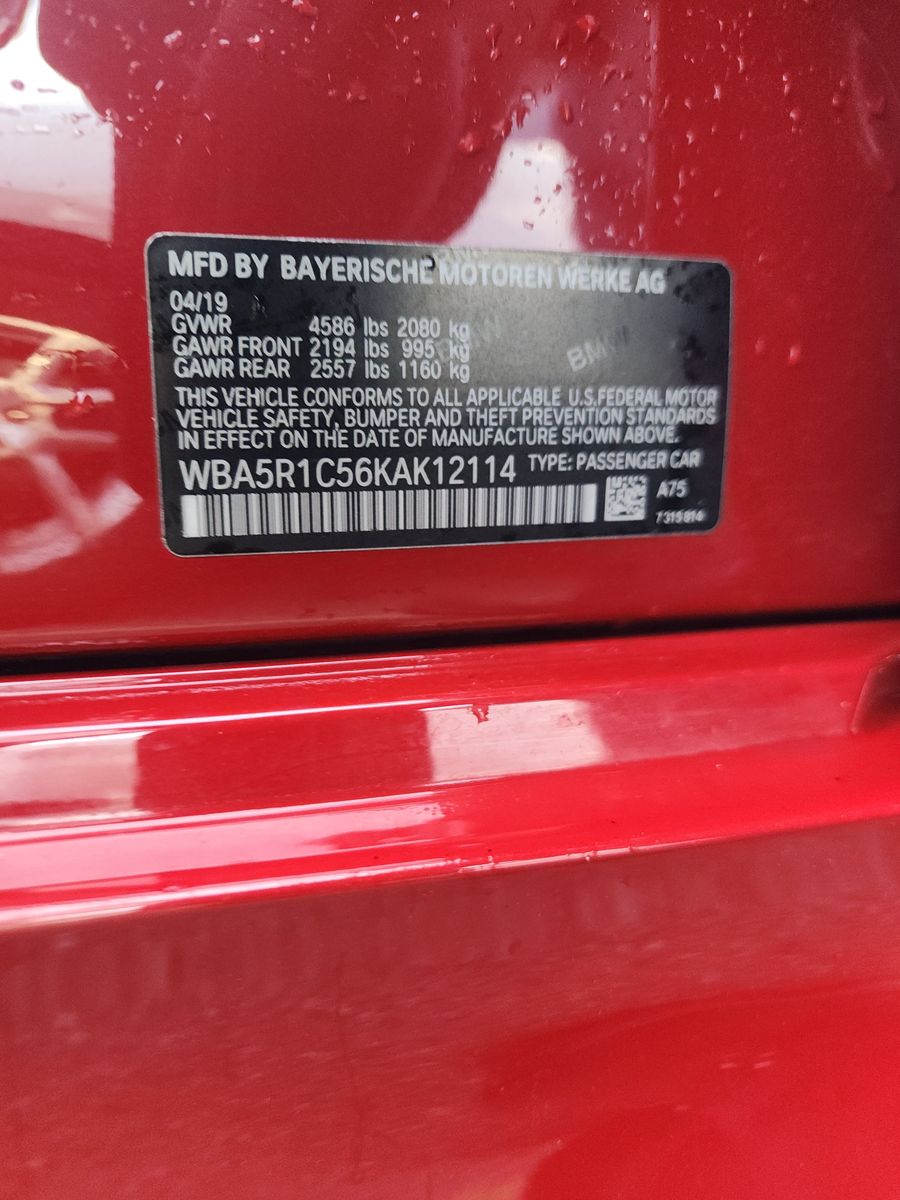 MFD BY BAYERISCHE MOTOREN WERKE AG
04/19
GVWR 4586 lbs 2080 kg
GAWR FRONT 2194 lbs 995 kg
GAWR REAR 2557 lbs 1160 kg
THIS VEHICLE CONFORMS TO ALL APPLICABLE U.S.FEDERAL MOTOR
VEHICLE SAFETY, BUMPER AND THEFT PREVENTION STANDARDS
IN EFFECT ON THE DATE OF MANUFACTURE SHOWN ABOVE.
WBA5R1C56KAK12114 TYPE: PASSENGER CAR
A75
7315814
BMW